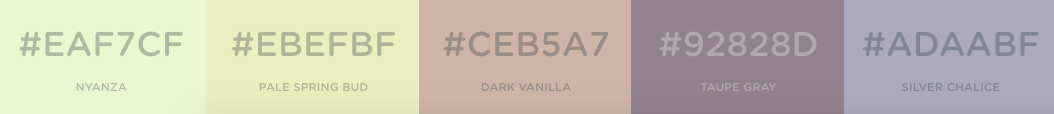 #EAF7CF #EBEFBF #CEB5A7 #92828D #ADAABF
NYANZA PALE SPRING BUD DARK VANILLA TAUPE GRAY SILVER CHALICE